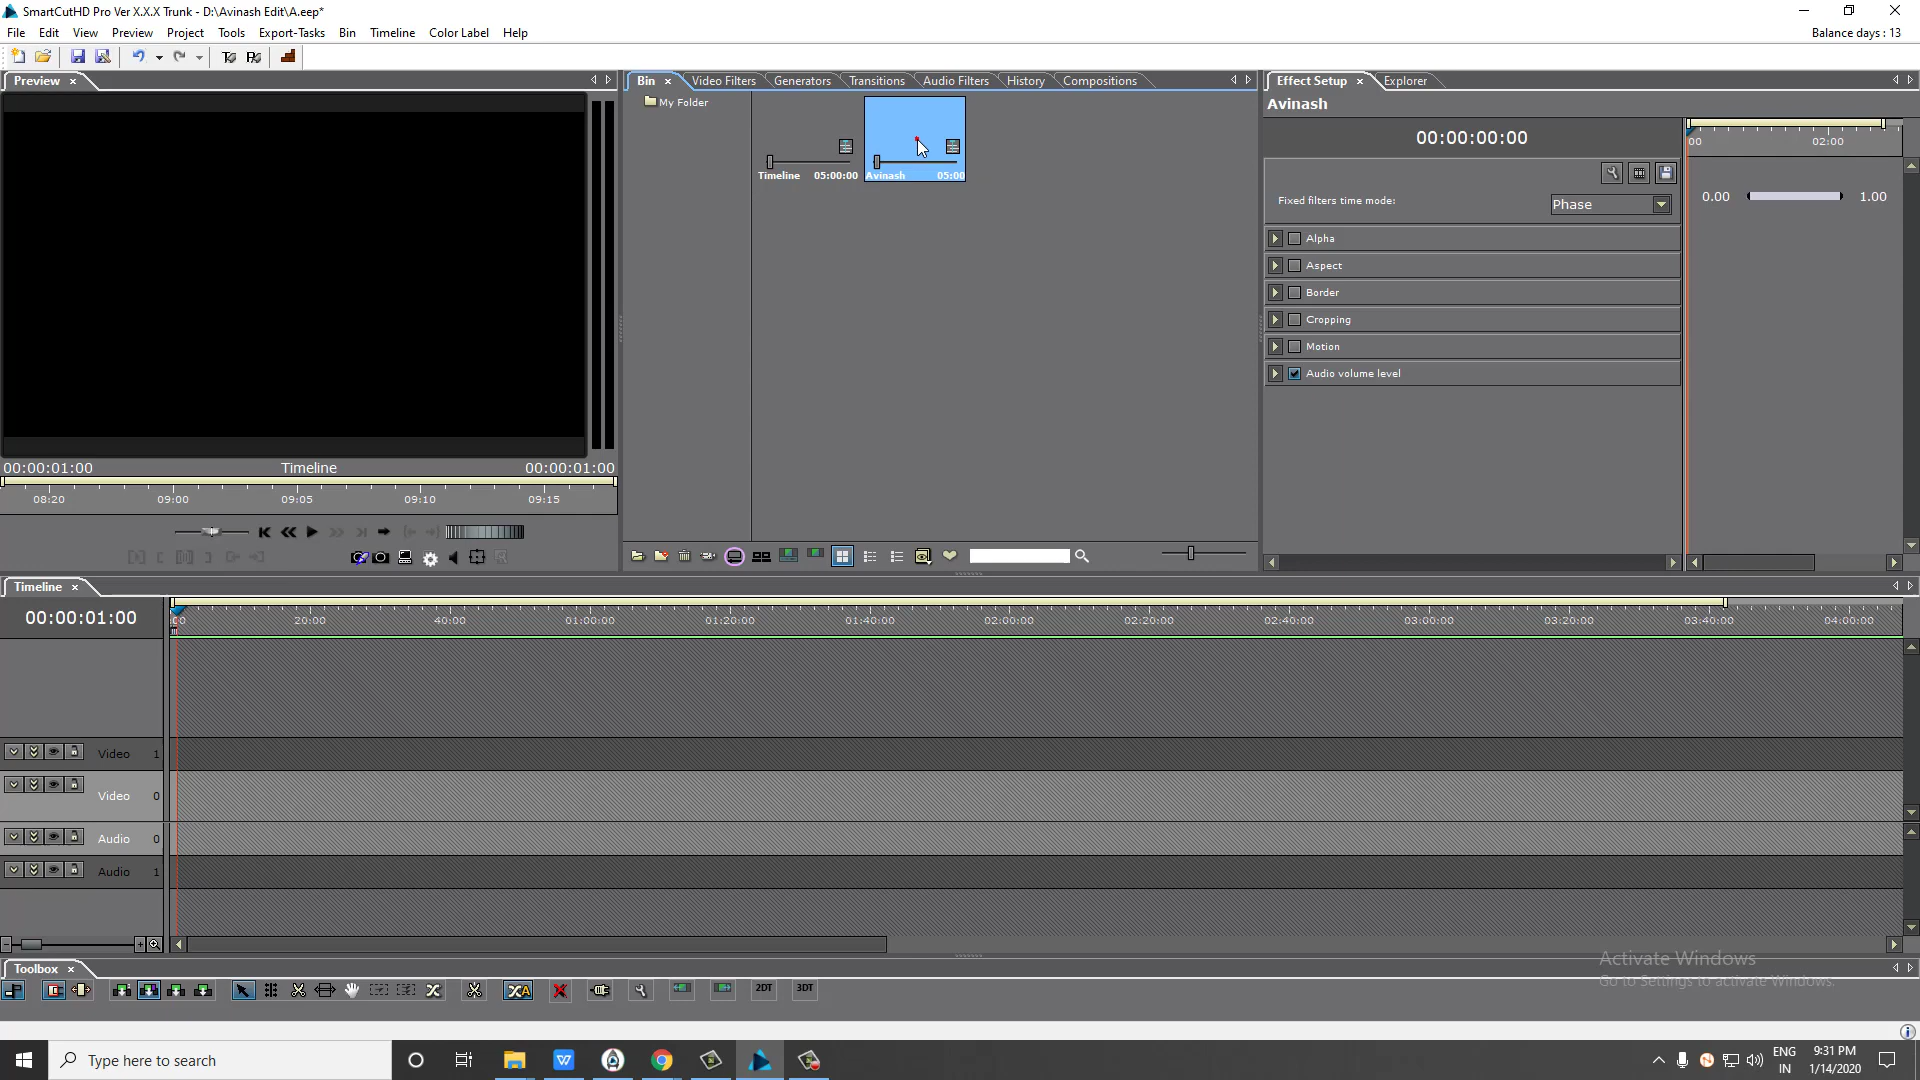 SmartCutHD Pro Ver X.X.X Trunk - D:\Avinash Edit\A.eep*
File Edit View Preview Project Tools Export-Tasks Bin Timeline Color Label Help
Balance days : 13
Preview
Bin Video Filters Generators Transitions Audio Filters History Compositions
Effect Setup Explorer
My Folder
Timeline 05:00:00
Avinash 05:00
Avinash
00:00:00:00
00 02:00
Fixed filters time mode:
Phase
0.00 1.00
Alpha
Aspect
Border
Cropping
Motion
Audio volume level
00:00:01:00 Timeline 00:00:01:00
08:20 09:00 09:05 09:10 09:15
Timeline
00:00:01:00
:00 20:00 40:00 01:00:00 01:20:00 01:40:00 02:00:00 02:20:00 02:40:00 03:00:00 03:20:00 03:40:00 04:00:00
Video 1
Video 0
Audio 0
Audio 1
Toolbox
XA 2DT 3DT
Activate Windows
Go to Settings to activate Windows.
Type here to search
ENG
IN
9:31 PM
1/14/2020